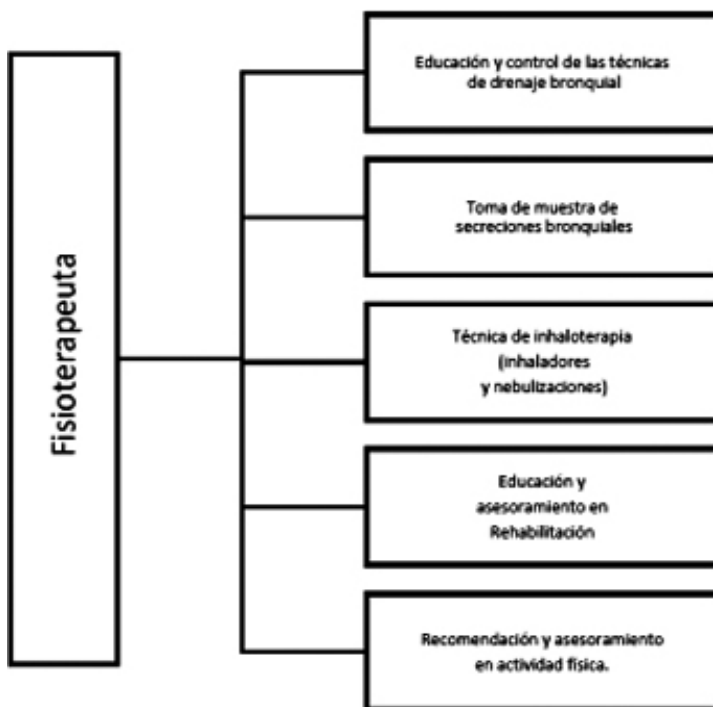 Fisioterapeuta
Educación y control de las técnicas
de drenaje bronquial
Toma de muestra de
secreciones bronquiales
Técnica de inhaloterapia
(inhaladores
y nebulizaciones)
Educación y
asesoramiento en
Rehabilitación
Recomendación y asesoramiento
en actividad física.